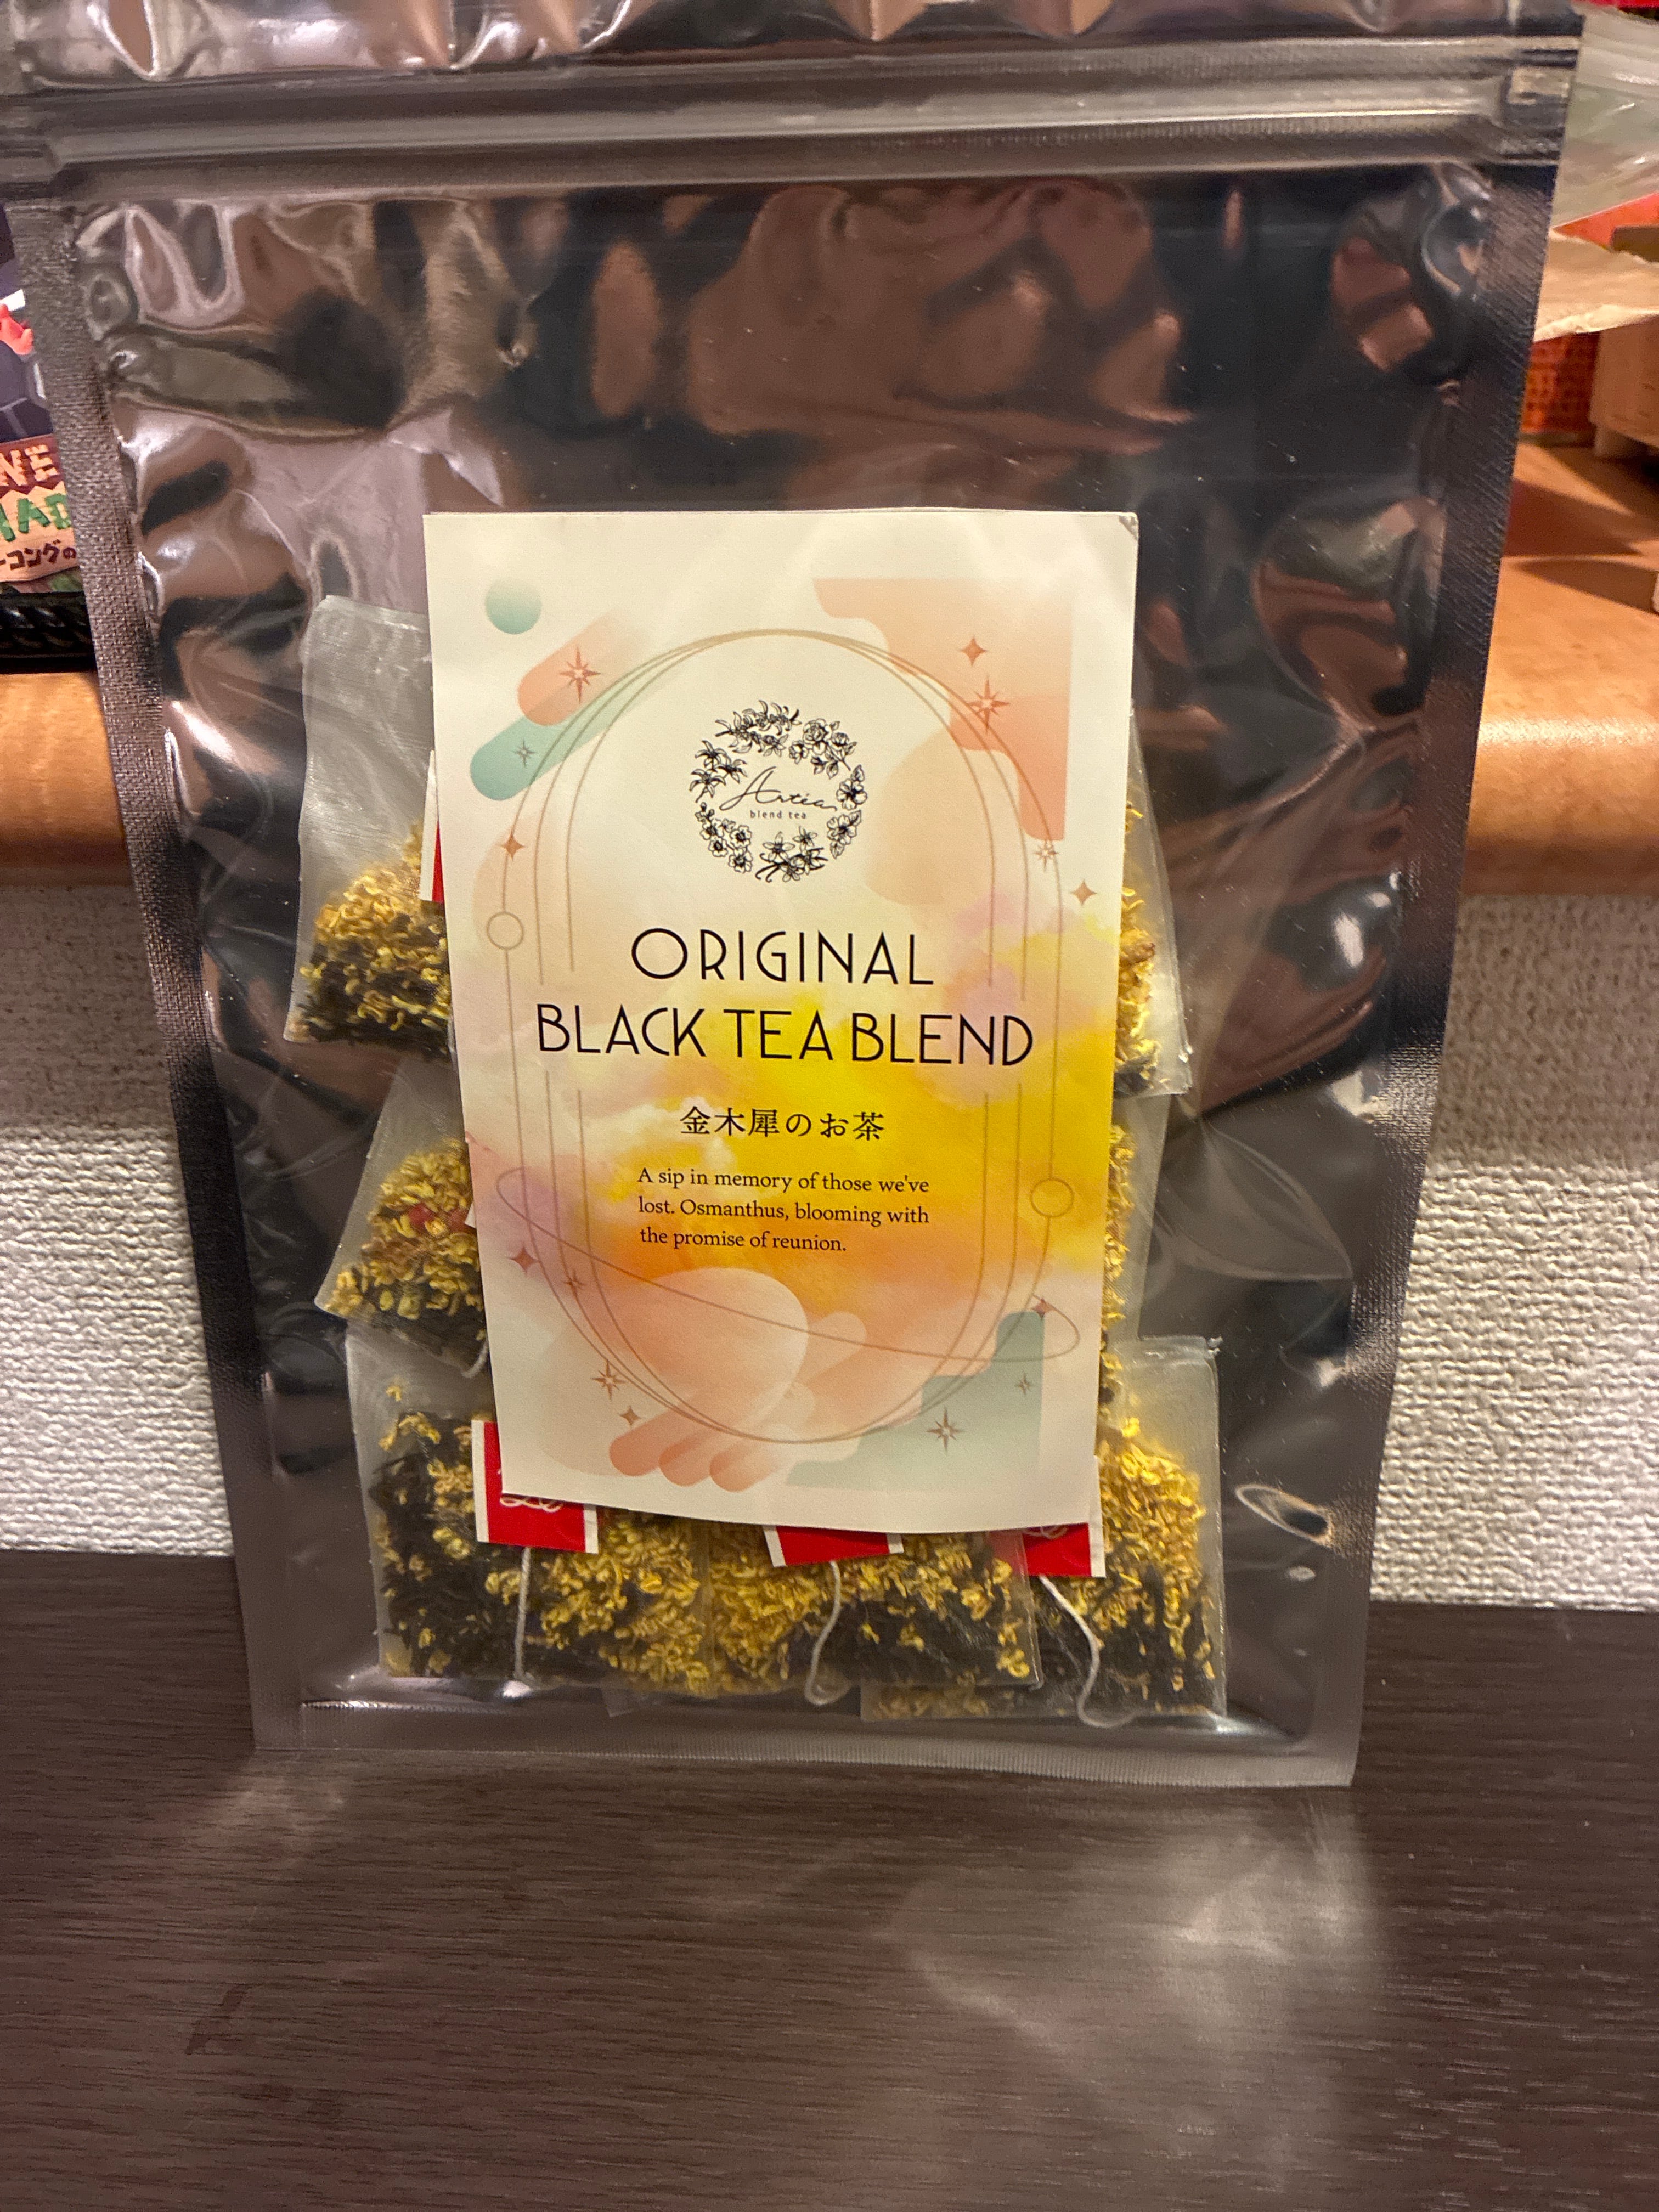 Artea
blend tea
ORIGINAL
BLACK TEA BLEND
金木犀のお茶
A sip in memory of those we've
lost. Osmanthus, blooming with
the promise of reunion.